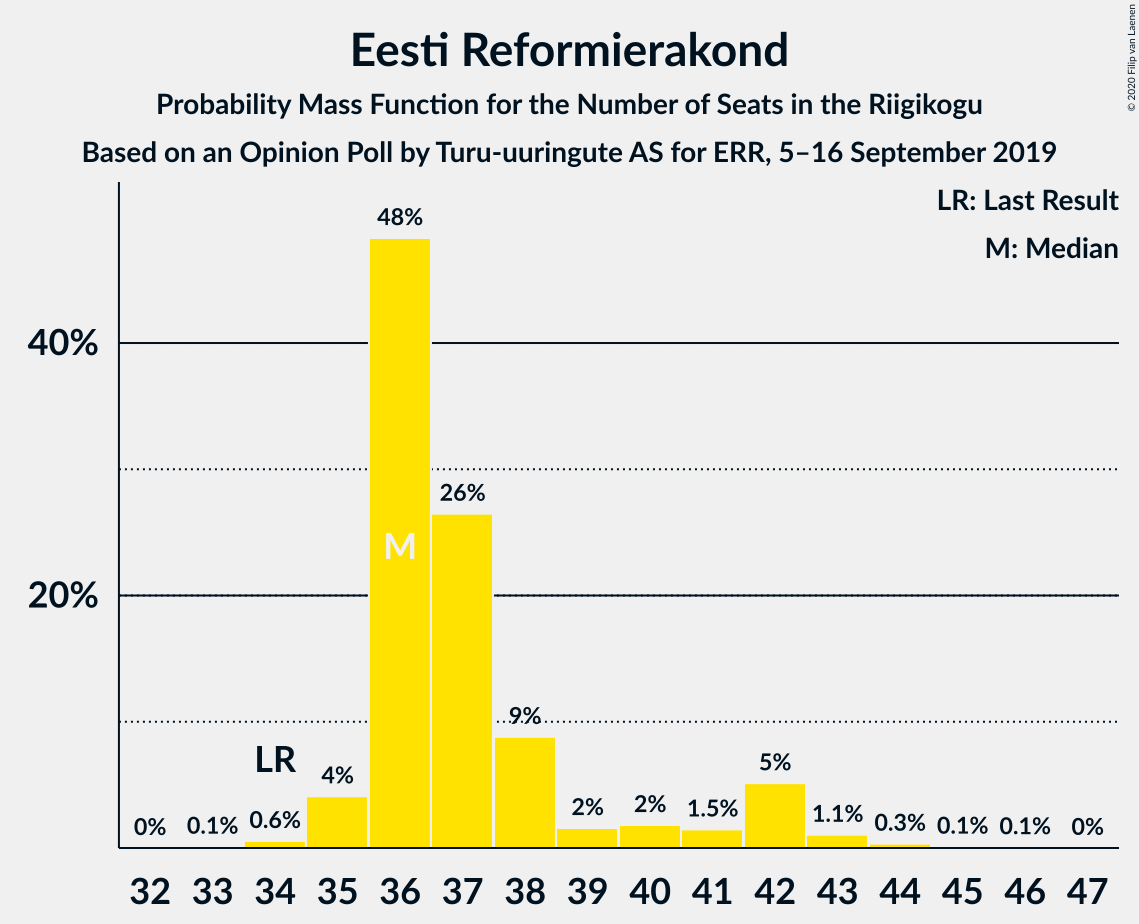 Eesti Reformierakond
Probability Mass Function for the Number of Seats in the Riigikogu
Based on an Opinion Poll by Turu-uuringute AS for ERR, 5–16 September 2019
© 2020 Filip van Laenen
LR: Last Result
M: Median
48%
40%
26%
M
20%
9%
LR
4%
5%
0%
0.1%
0.6%
2%
2%
1.5%
1.1%
0.3%
0.1%
0.1%
0%
32 33 34 35 36 37 38 39 40 41 42 43 44 45 46 47